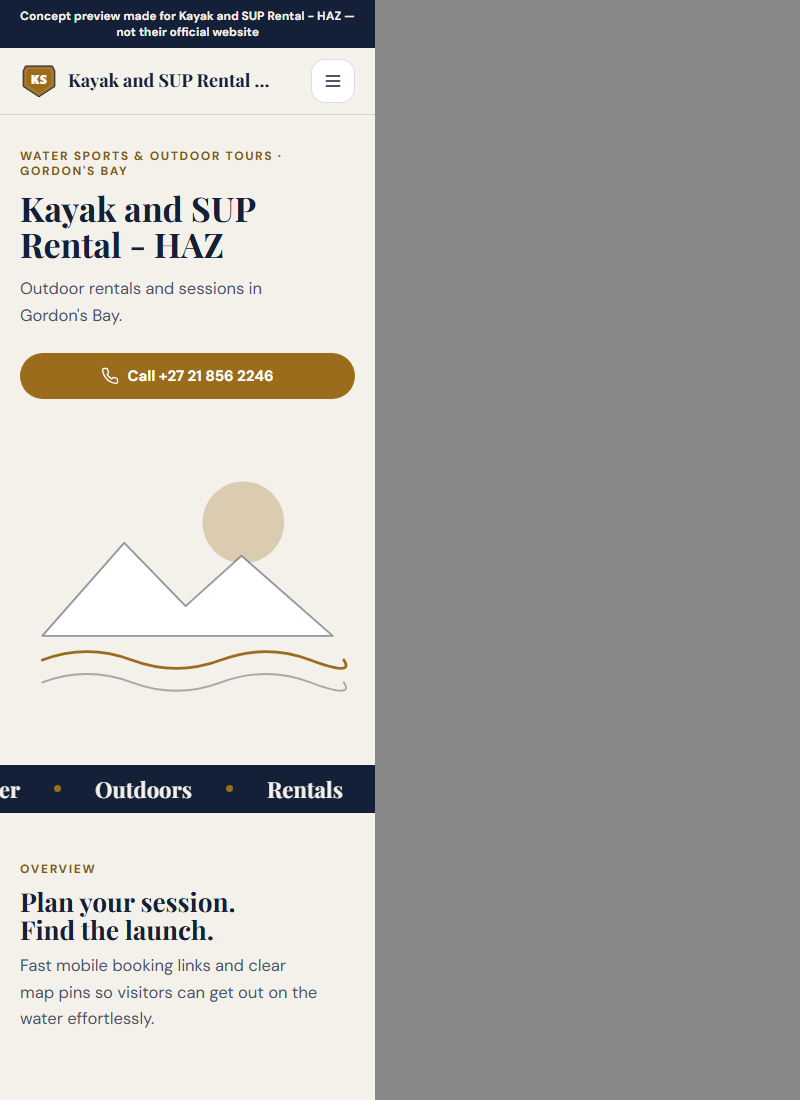 Concept preview made for Kayak and SUP Rental - HAZ —
not their official website
KS
Kayak and SUP Rental ...
WATER SPORTS & OUTDOOR TOURS ·
GORDON'S BAY
Kayak and SUP
Rental - HAZ
Outdoor rentals and sessions in
Gordon's Bay.
Call +27 21 856 2246
er • Outdoors • Rentals
OVERVIEW
Plan your session.
Find the launch.
Fast mobile booking links and clear
map pins so visitors can get out on the
water effortlessly.